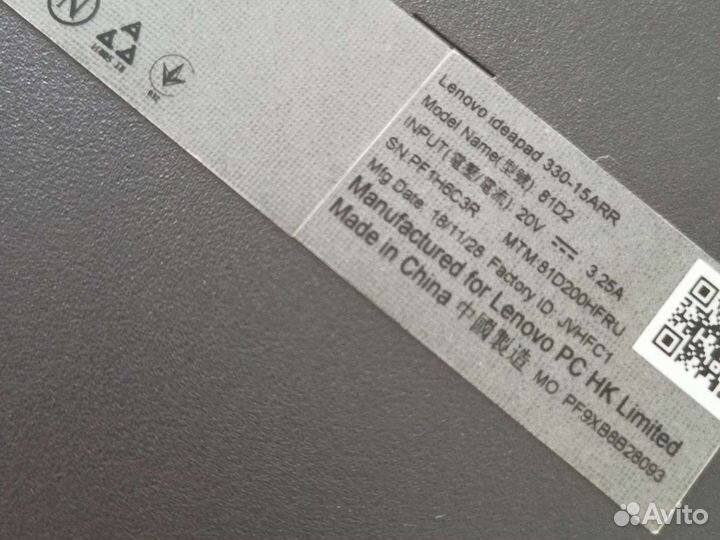 Lenovo ideapad 330-15ARR
Model Name(型號) 81D2
INPUT(電壓/電流) 20V ⎓ 3.25A
SN:PF1H6C3R MTM:81D200HFRU
Mfg Date: 18/11/28 Factory ID: JVHFC1
Manufactured for Lenovo PC HK Limited
Made in China 中國製造 MO PF9XB8B28093
Avito